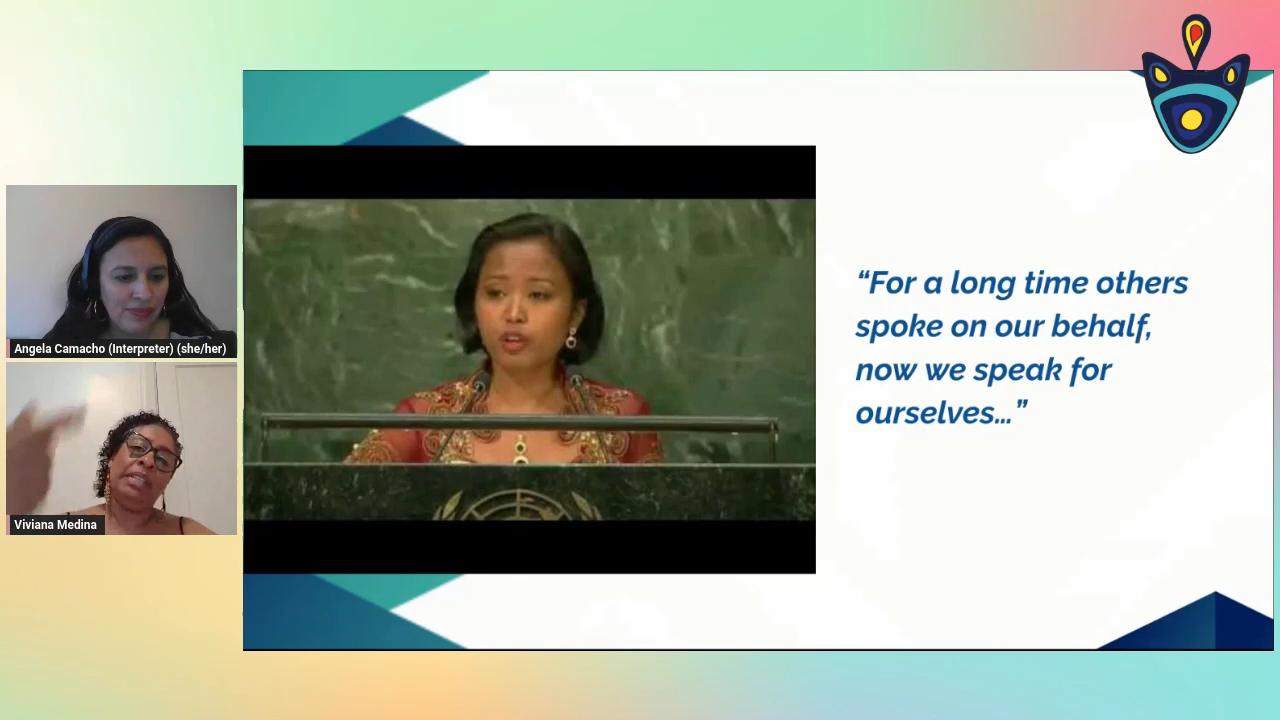 Angela Camacho (Interpreter) (she/her)
Viviana Medina
“For a long time others
spoke on our behalf,
now we speak for
ourselves…”